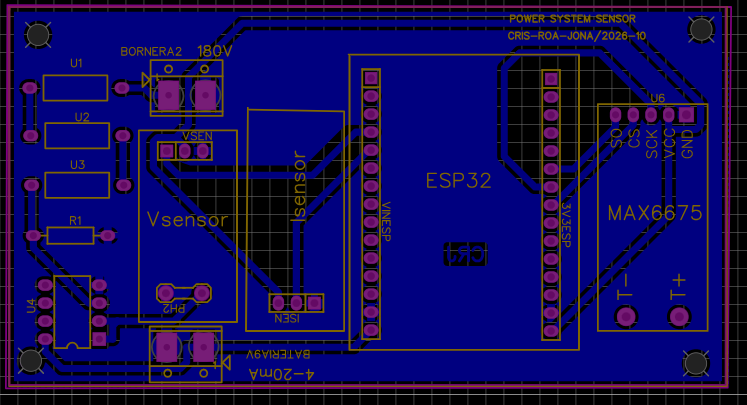 POWER SYSTEM SENSOR
CRIS-ROA-JONA/2026-10
BORNERA2 180V
U1
U2
U3
R1
U4
VSEN
Vsensor
PH2
Isensor
ISEN
BATERIA9V
4-20mA
ESP32
VINESP
3V3ESP
U6
SO
CS
SCK
VCC
GND
MAX6675
T-
T+